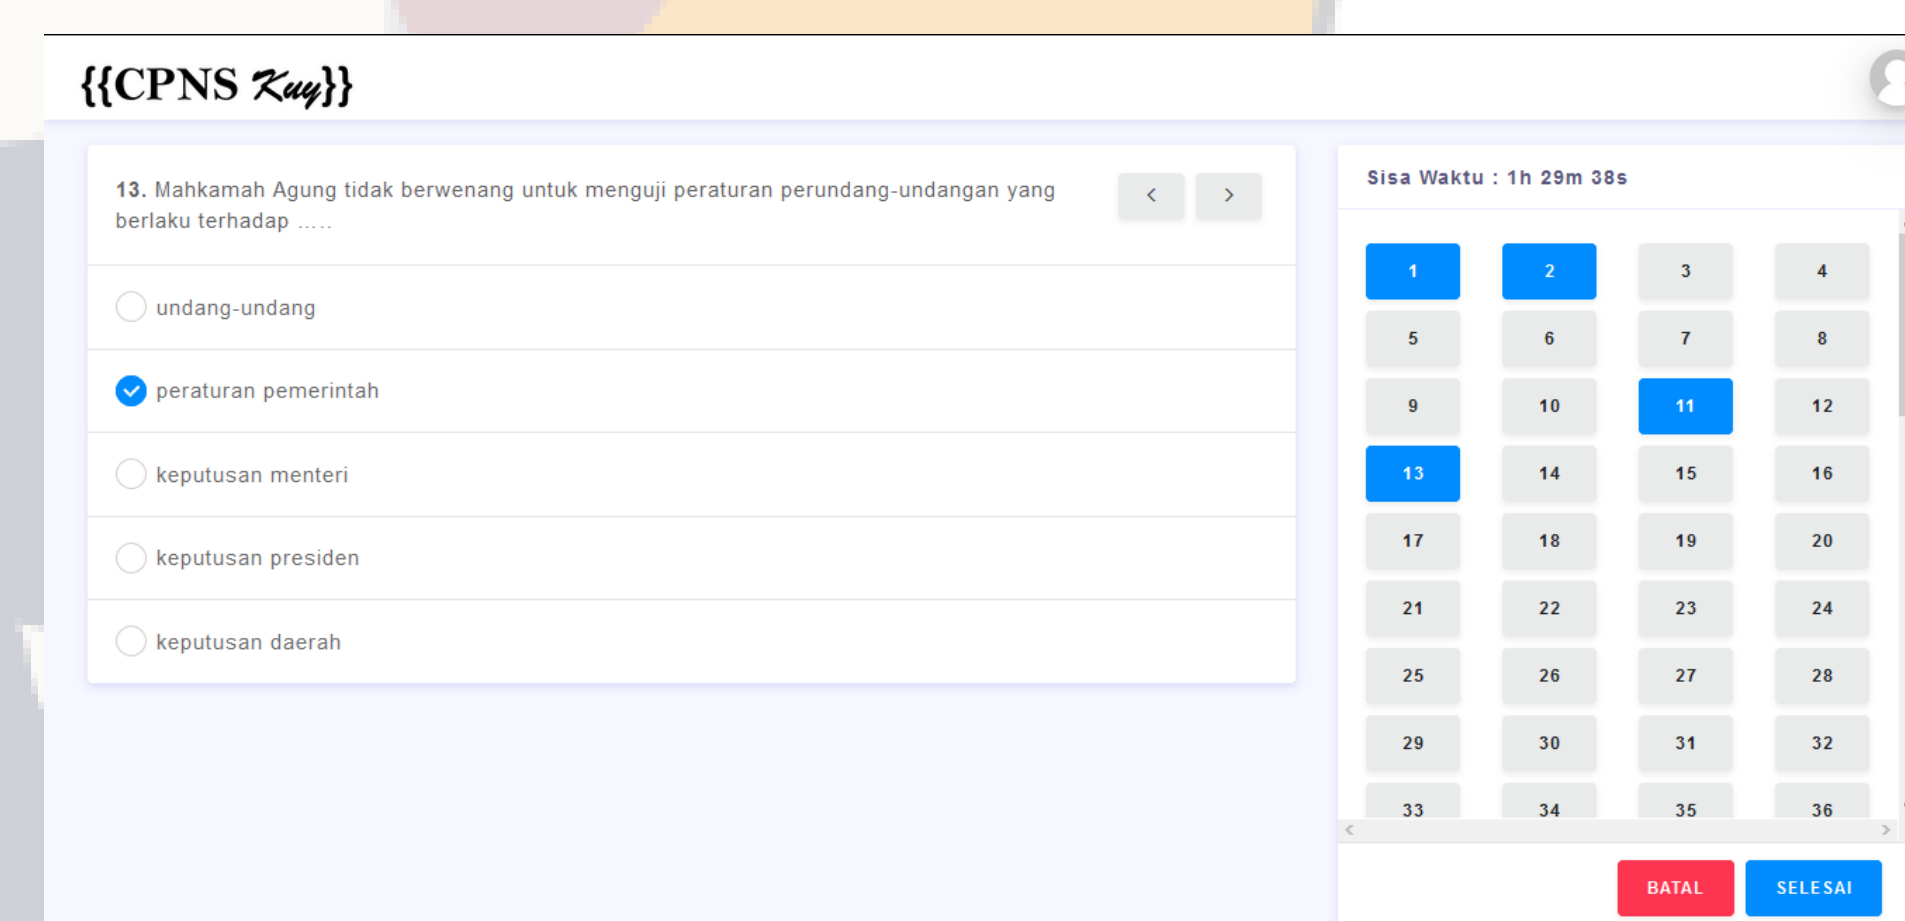 {{CPNS Kuy}}
13. Mahkamah Agung tidak berwenang untuk menguji peraturan perundang-undangan yang
berlaku terhadap .....
undang-undang
peraturan pemerintah
keputusan menteri
keputusan presiden
keputusan daerah
Sisa Waktu : 1h 29m 38s
1 2 3 4
5 6 7 8
9 10 11 12
13 14 15 16
17 18 19 20
21 22 23 24
25 26 27 28
29 30 31 32
33 34 35 36
BATAL SELESAI